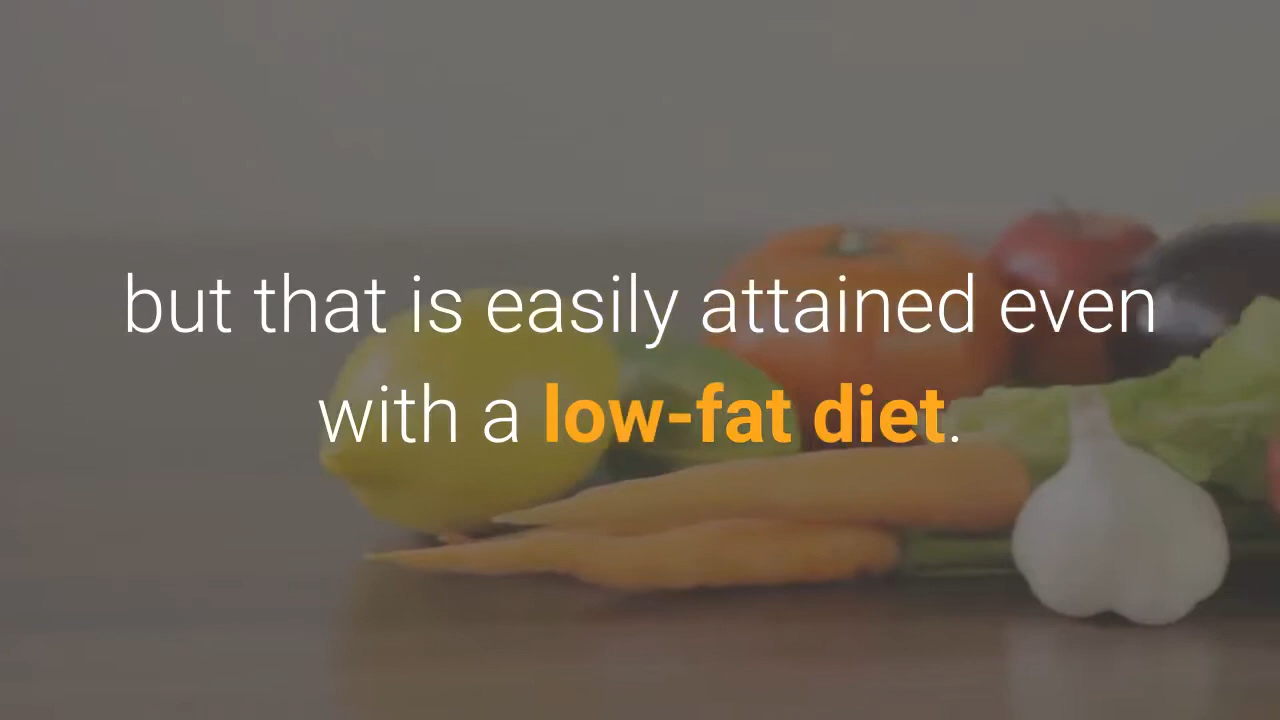 but that is easily attained even
with a low-fat diet.